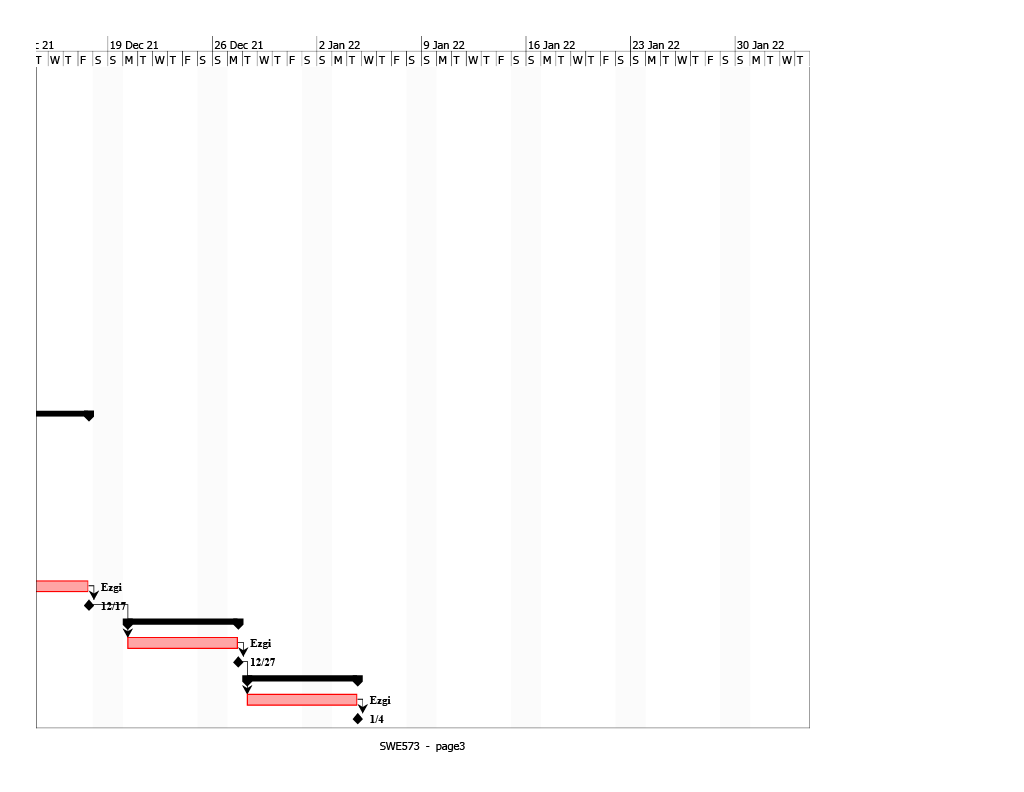 21 19 Dec 21 26 Dec 21 2 Jan 22 9 Jan 22 16 Jan 22 23 Jan 22 30 Jan 22
T W T F S S M T W T F S S M T W T F S S M T W T F S S M T W T F S S M T W T F S S M T W T F S S M T W T
Ezgi
12/17
Ezgi
12/27
Ezgi
1/4
SWE573 - page3